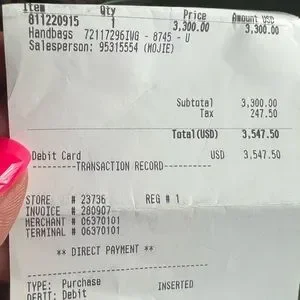 Item Qty Price Amount USD
811220915 1 3,300.00 3,300.00
Handbags 72117296IWG - 8745 - U
Salesperson: 95315554 (MOJIE)
Subtotal 3,300.00
Tax 247.50
Total(USD) 3,547.50
Debit Card USD 3,547.50
----------TRANSACTION RECORD----------
STORE # 23736 REG # 1
INVOICE # 280907
MERCHANT # 06370101
TERMINAL # 06370101
** DIRECT PAYMENT **
TYPE: Purchase INSERTED
DEBIT: Debit